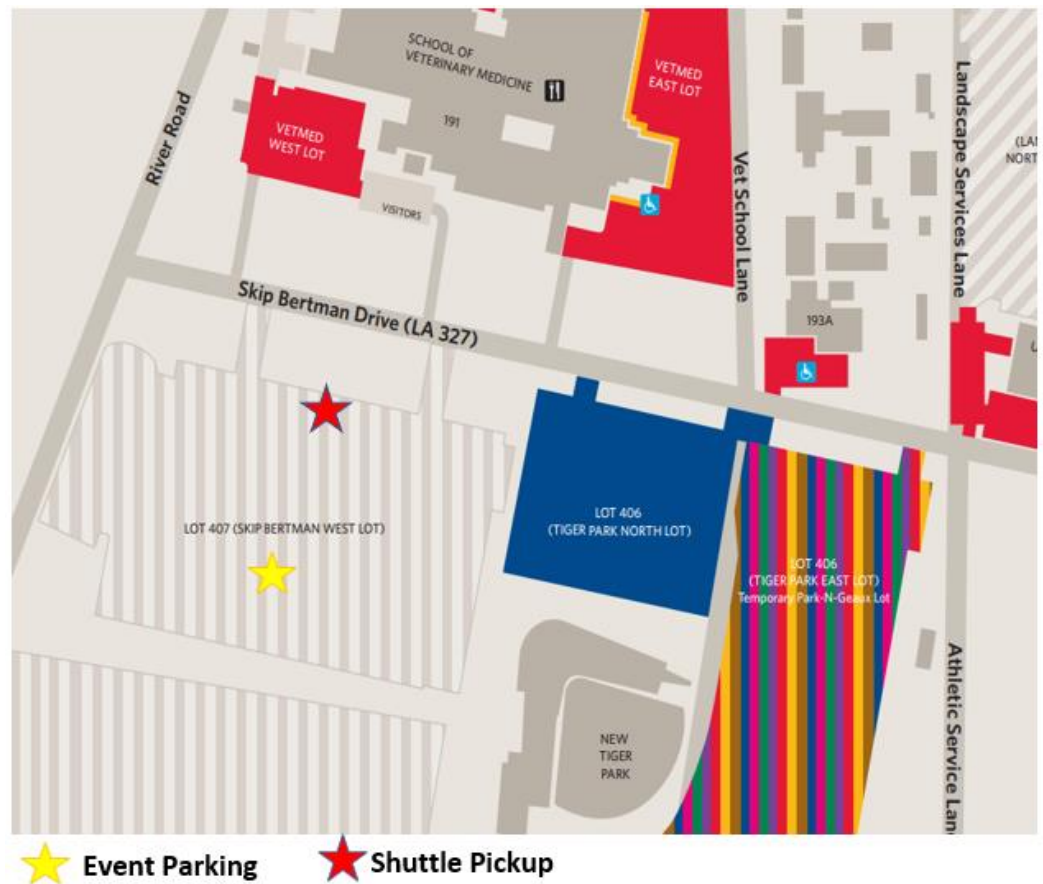 SCHOOL OF
VETERINARY MEDICINE
191
VETMED
EAST LOT
VETMED
WEST LOT
VISITORS
River Road
Vet School Lane
Landscape Services Lane
(LAN
NORT
Skip Bertman Drive (LA 327)
193A
U
LOT 407 (SKIP BERTMAN WEST LOT)
LOT 406
(TIGER PARK NORTH LOT)
LOT 406
(TIGER PARK EAST LOT)
Temporary Park-N-Geaux Lot
NEW
TIGER
PARK
Athletic Service Lane
Event Parking
Shuttle Pickup